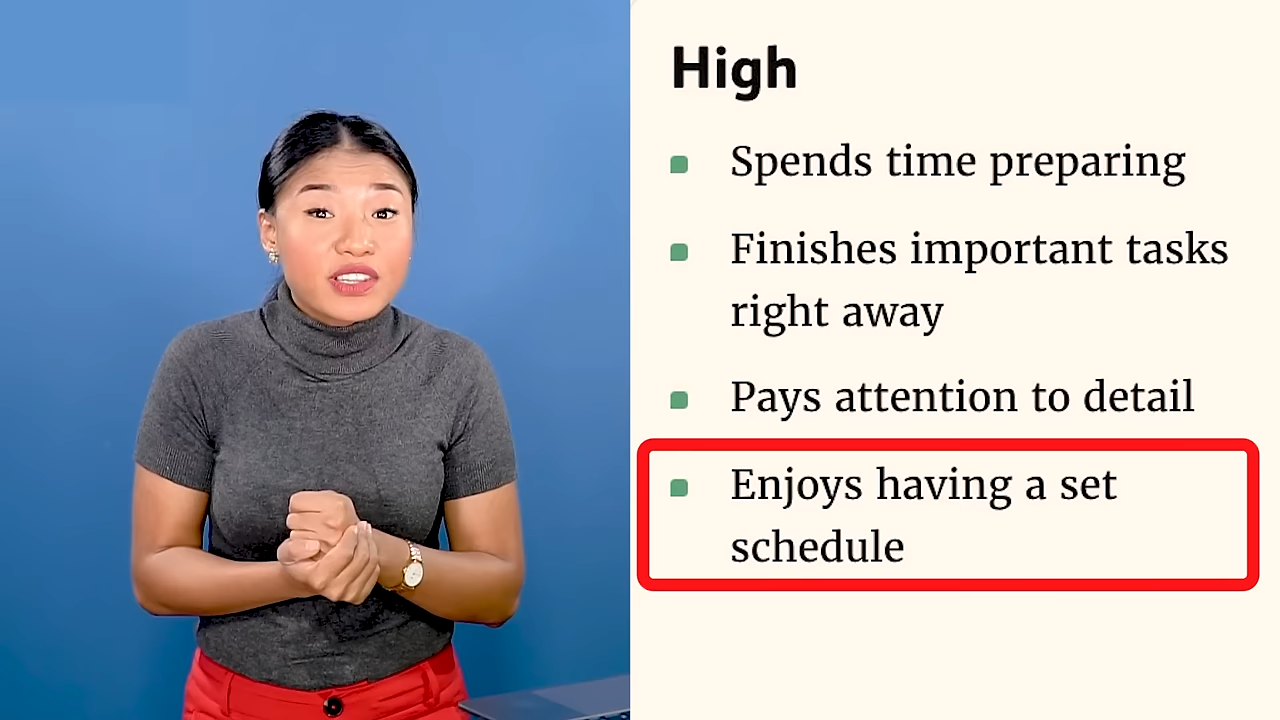 High
Spends time preparing
Finishes important tasks
right away
Pays attention to detail
Enjoys having a set
schedule